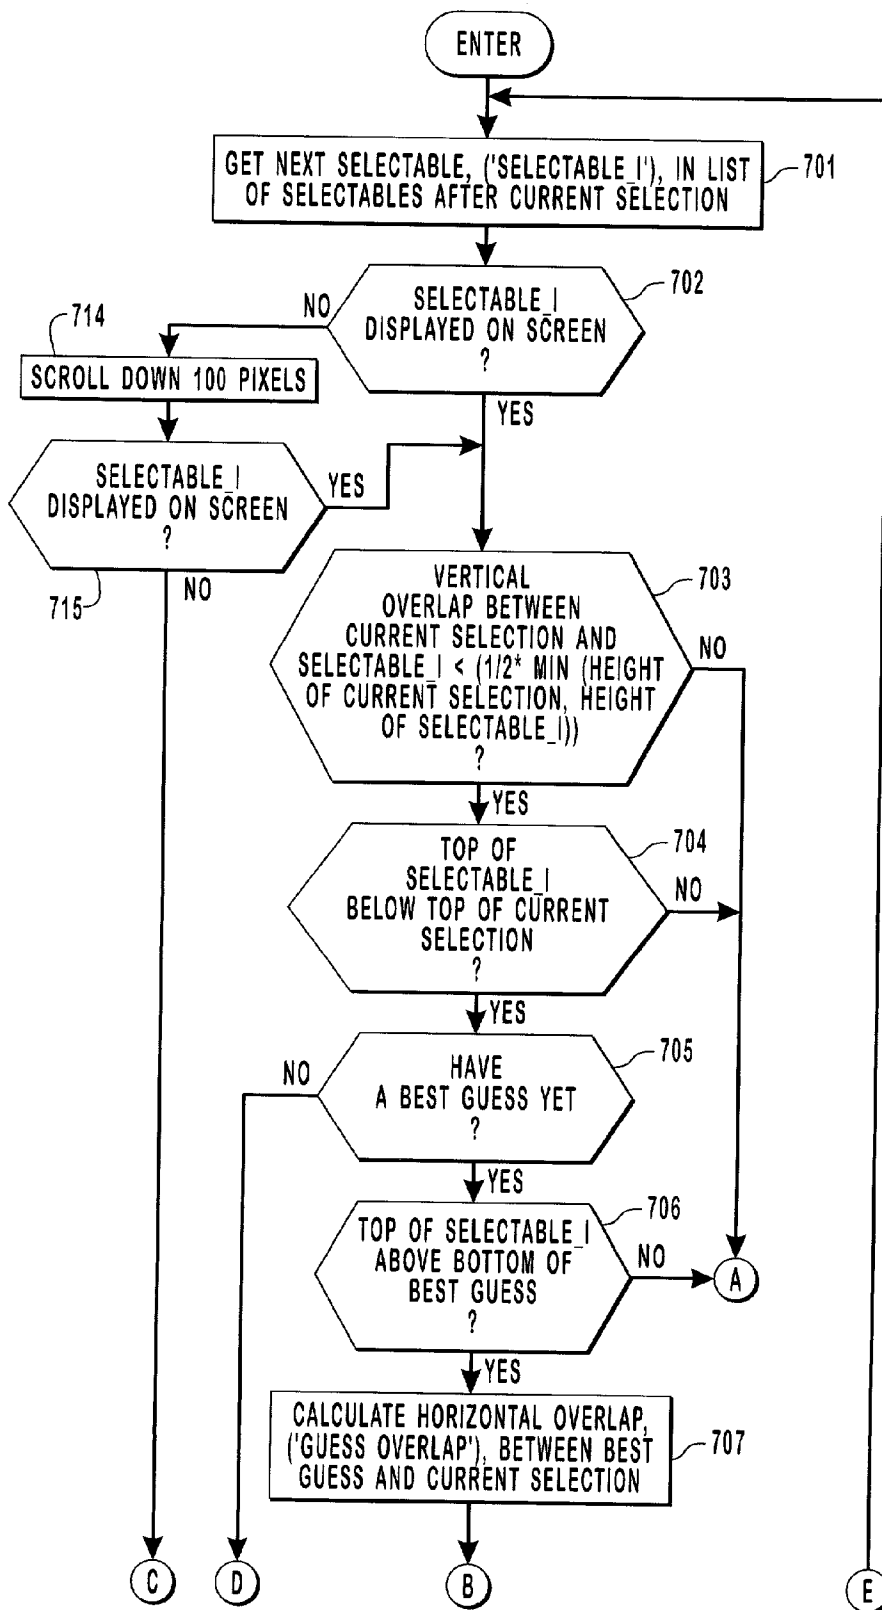 ENTER
GET NEXT SELECTABLE, ('SELECTABLE_I'), IN LIST
OF SELECTABLES AFTER CURRENT SELECTION
701
SELECTABLE_I
DISPLAYED ON SCREEN
?
702
NO
YES
714
SCROLL DOWN 100 PIXELS
SELECTABLE_I
DISPLAYED ON SCREEN
?
YES
715
NO
VERTICAL
OVERLAP BETWEEN
CURRENT SELECTION AND
SELECTABLE_I < (1/2* MIN (HEIGHT
OF CURRENT SELECTION, HEIGHT
OF SELECTABLE_I))
?
703
NO
YES
TOP OF
SELECTABLE_I
BELOW TOP OF CURRENT
SELECTION
?
704
NO
YES
HAVE
A BEST GUESS YET
?
705
NO
YES
TOP OF SELECTABLE_I
ABOVE BOTTOM OF
BEST GUESS
?
706
NO
A
YES
CALCULATE HORIZONTAL OVERLAP,
('GUESS OVERLAP'), BETWEEN BEST
GUESS AND CURRENT SELECTION
707
C
D
B
E